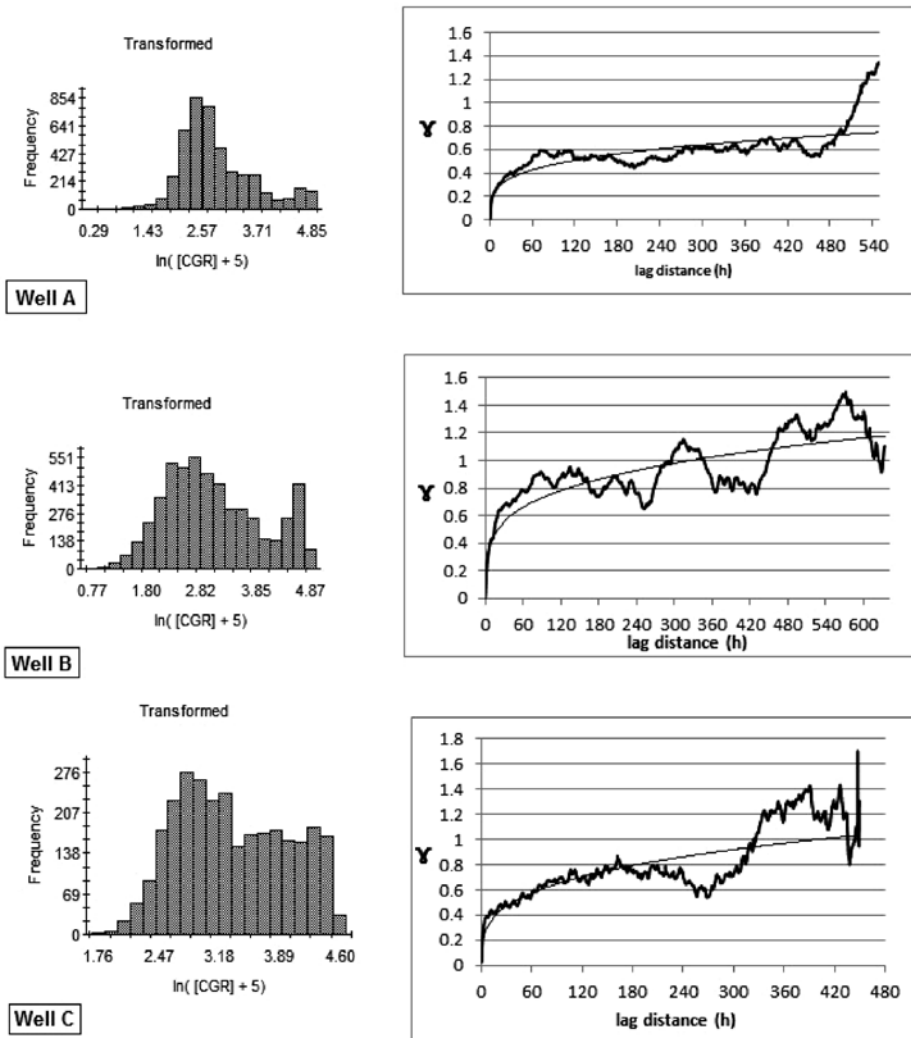 Transformed
Frequency
854
641
427
214
0
0.29 1.43 2.57 3.71 4.85
ln( [CGR] + 5)
Well A
1.6
1.4
1.2
1
0.8
0.6
0.4
0.2
0
ɣ
0 60 120 180 240 300 360 420 480 540
lag distance (h)
Transformed
Frequency
551
413
276
138
0
0.77 1.80 2.82 3.85 4.87
ln( [CGR] + 5)
Well B
1.6
1.4
1.2
1
0.8
0.6
0.4
0.2
0
ɣ
0 60 120 180 240 300 360 420 480 540 600
lag distance (h)
Transformed
Frequency
276
207
138
69
0
1.76 2.47 3.18 3.89 4.60
ln( [CGR] + 5)
Well C
1.8
1.6
1.4
1.2
1
0.8
0.6
0.4
0.2
0
ɣ
0 60 120 180 240 300 360 420 480
lag distance (h)